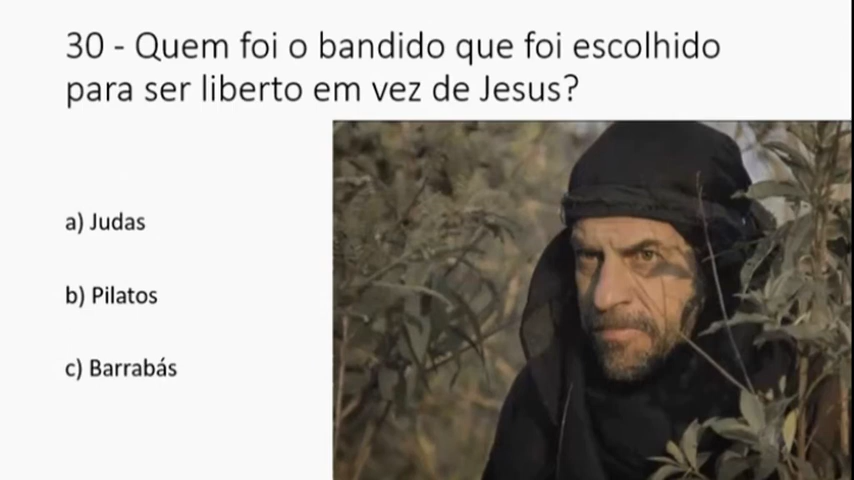 30 - Quem foi o bandido que foi escolhido
para ser liberto em vez de Jesus?
a) Judas
b) Pilatos
c) Barrabás